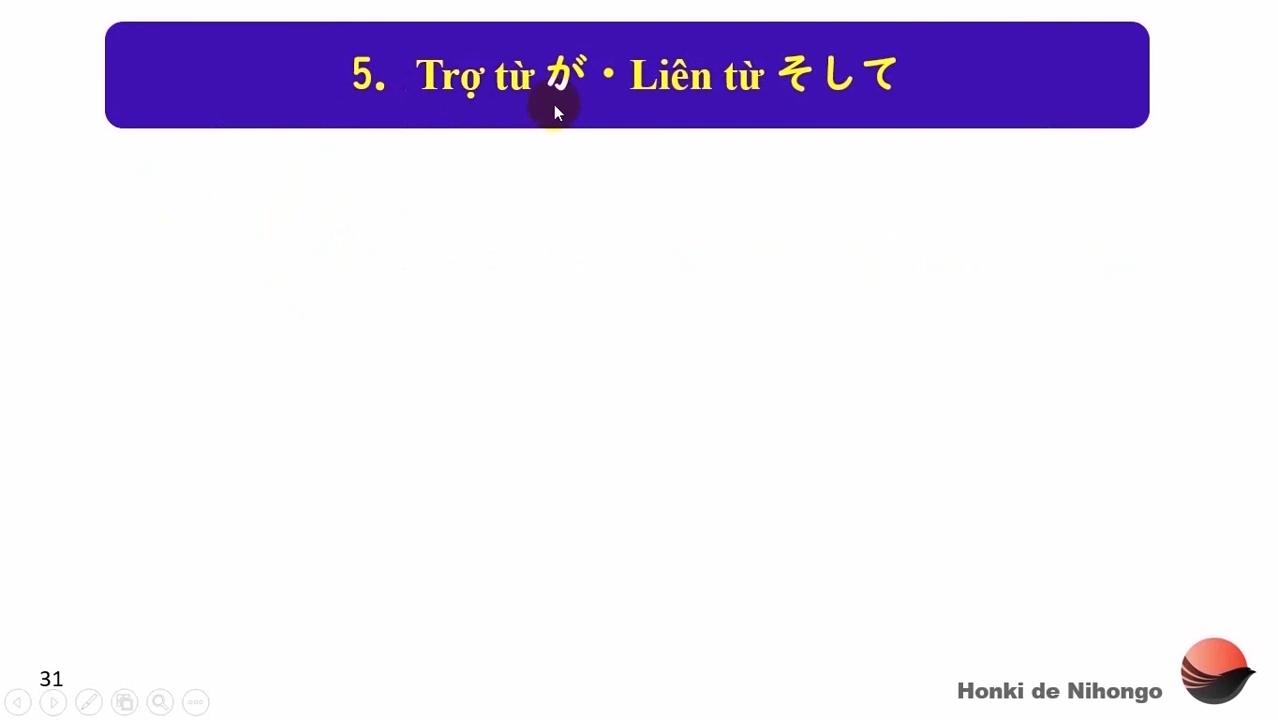 5. Trợ từ が・Liên từ そして
31
Honki de Nihongo